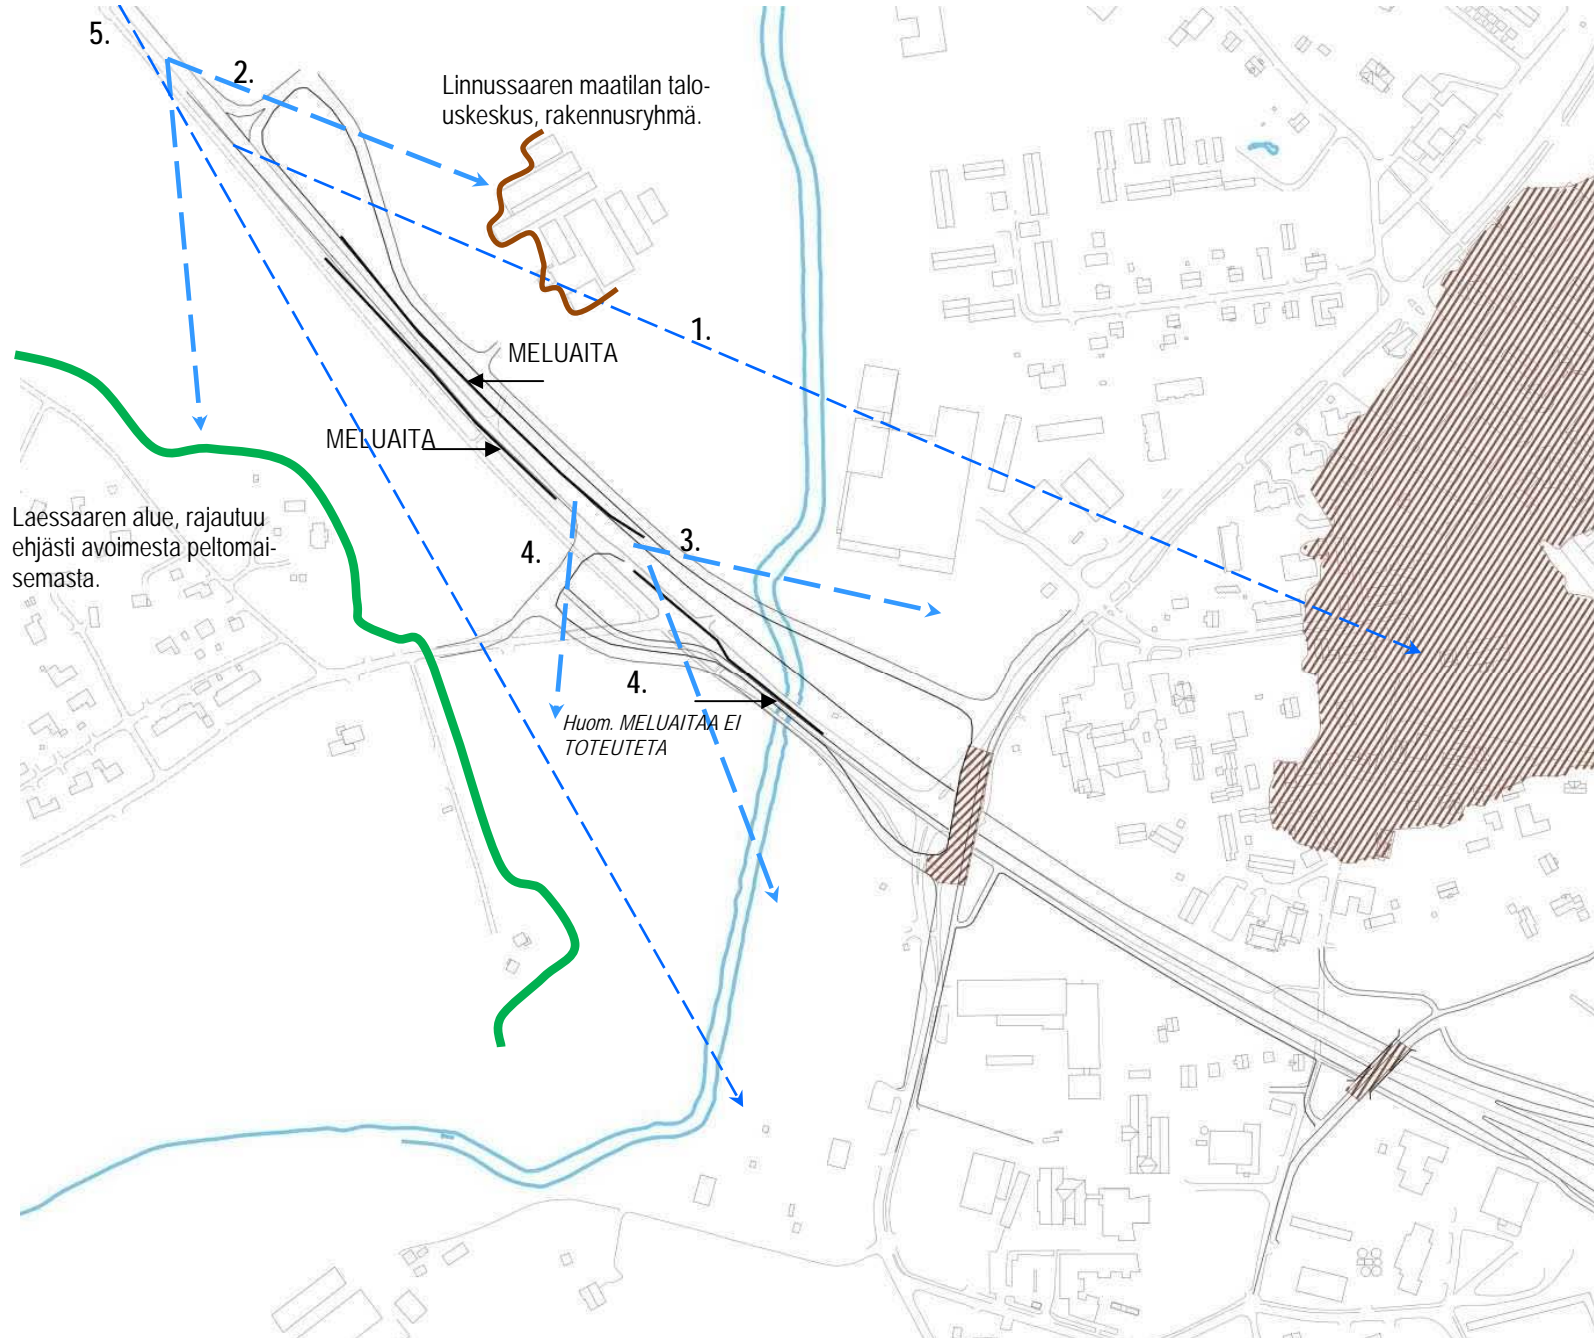 5.
2.
Linnussaaren maatilan talo-
uskeskus, rakennusryhmä.
1.
MELUAITA
MELUAITA
Laessaaren alue, rajautuu
ehjästi avoimesta peltomai-
semasta.
4.
3.
4.
Huom. MELUAITAA EI
TOTEUTETA